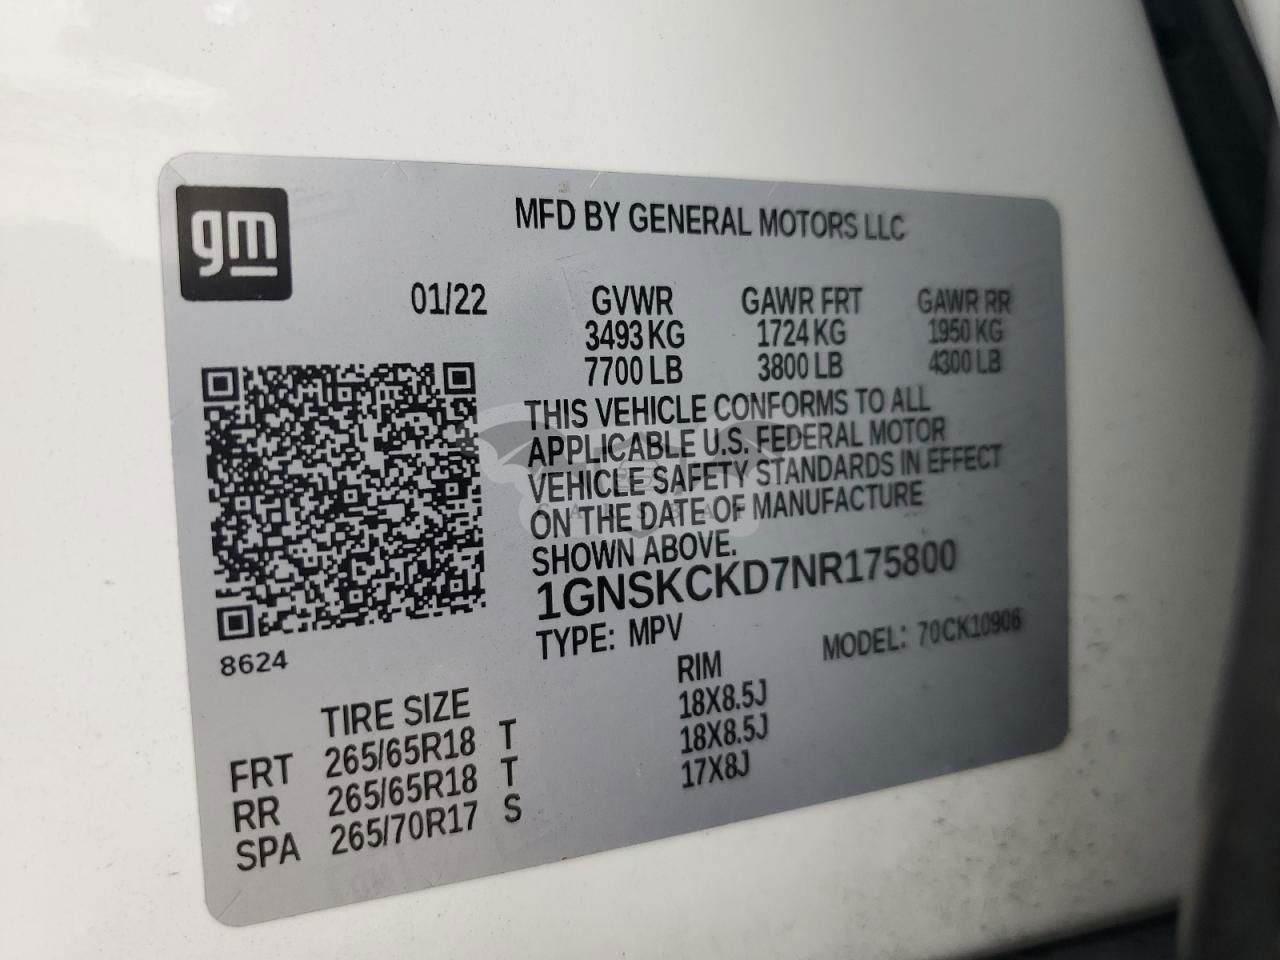 gm
MFD BY GENERAL MOTORS LLC
01/22 GVWR GAWR FRT GAWR RR
3493 KG 1724 KG 1950 KG
7700 LB 3800 LB 4300 LB
THIS VEHICLE CONFORMS TO ALL
APPLICABLE U.S. FEDERAL MOTOR
VEHICLE SAFETY STANDARDS IN EFFECT
ON THE DATE OF MANUFACTURE
SHOWN ABOVE.
1GNSKCKD7NR175800
TYPE: MPV MODEL: 70CK10906
8624
TIRE SIZE RIM
FRT 265/65R18 T 18X8.5J
RR 265/65R18 T 18X8.5J
SPA 265/70R17 S 17X8J